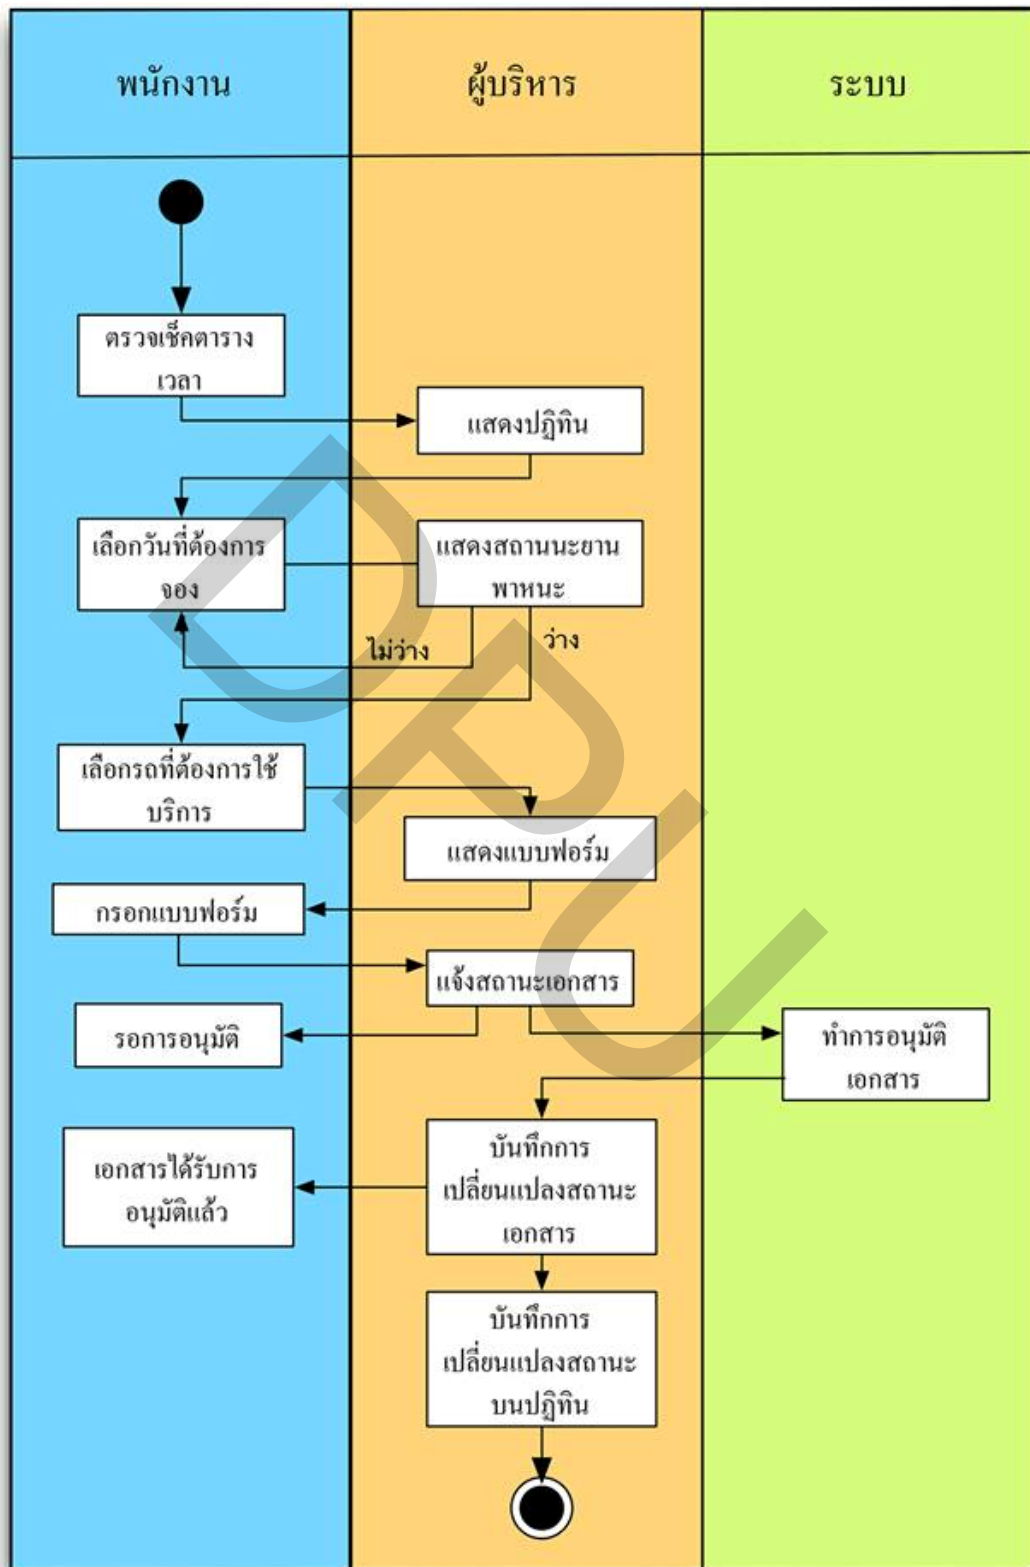 พนักงาน
ผู้บริหาร
ระบบ
ตรวจเช็คตาราง
เวลา
แสดงปฏิทิน
เลือกวันที่ต้องการ
จอง
แสดงสถานนะยาน
พาหนะ
ไม่ว่าง
ว่าง
เลือกรถที่ต้องการใช้
บริการ
แสดงแบบฟอร์ม
กรอกแบบฟอร์ม
แจ้งสถานะเอกสาร
รอการอนุมัติ
ทำการอนุมัติ
เอกสาร
บันทึกการ
เปลี่ยนแปลงสถานะ
เอกสาร
เอกสารได้รับการ
อนุมัติแล้ว
บันทึกการ
เปลี่ยนแปลงสถานะ
บนปฏิทิน
DPU